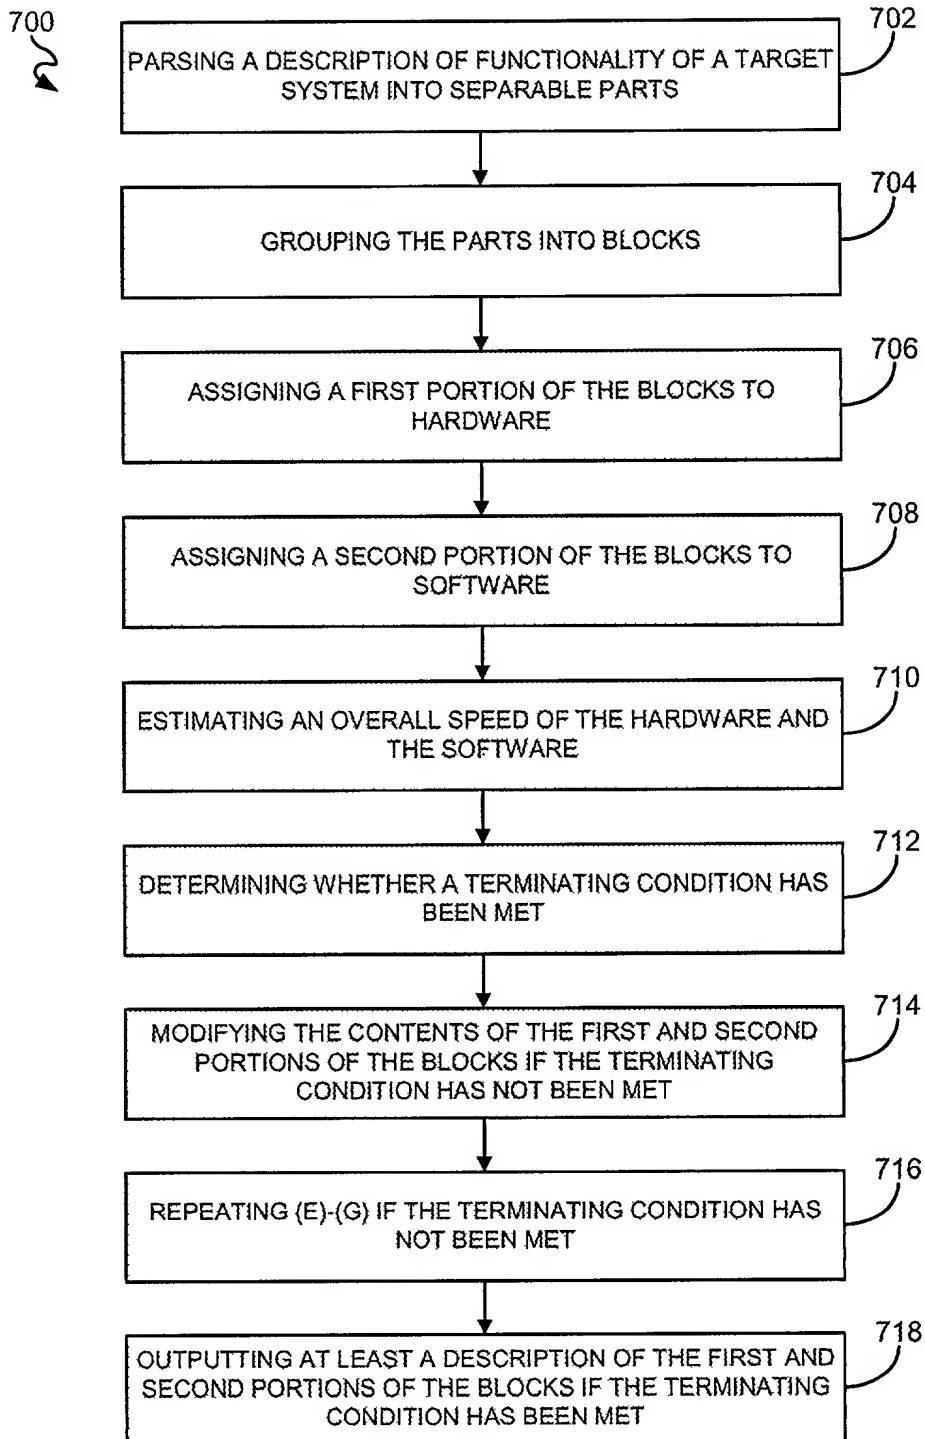 700
702
PARSING A DESCRIPTION OF FUNCTIONALITY OF A TARGET
SYSTEM INTO SEPARABLE PARTS
704
GROUPING THE PARTS INTO BLOCKS
706
ASSIGNING A FIRST PORTION OF THE BLOCKS TO
HARDWARE
708
ASSIGNING A SECOND PORTION OF THE BLOCKS TO
SOFTWARE
710
ESTIMATING AN OVERALL SPEED OF THE HARDWARE AND
THE SOFTWARE
712
DETERMINING WHETHER A TERMINATING CONDITION HAS
BEEN MET
714
MODIFYING THE CONTENTS OF THE FIRST AND SECOND
PORTIONS OF THE BLOCKS IF THE TERMINATING
CONDITION HAS NOT BEEN MET
716
REPEATING (E)-(G) IF THE TERMINATING CONDITION HAS
NOT BEEN MET
718
OUTPUTTING AT LEAST A DESCRIPTION OF THE FIRST AND
SECOND PORTIONS OF THE BLOCKS IF THE TERMINATING
CONDITION HAS BEEN MET